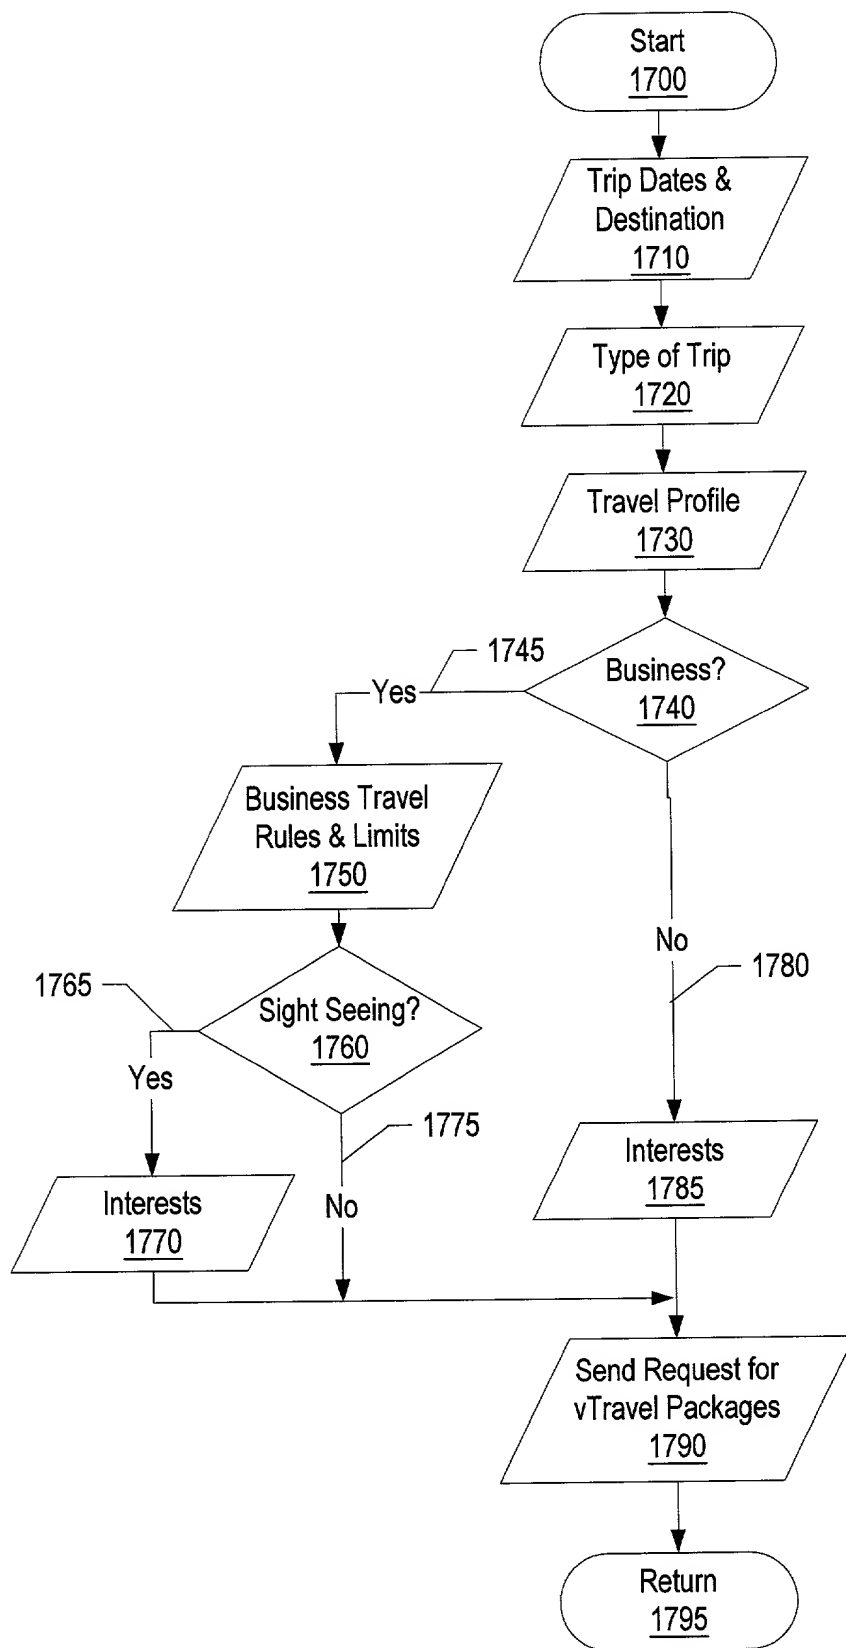 Start
1700
Trip Dates &
Destination
1710
Type of Trip
1720
Travel Profile
1730
1745
Yes
Business?
1740
Business Travel
Rules & Limits
1750
No
1780
1765
Sight Seeing?
1760
Yes
1775
Interests
1770
No
Interests
1785
Send Request for
vTravel Packages
1790
Return
1795